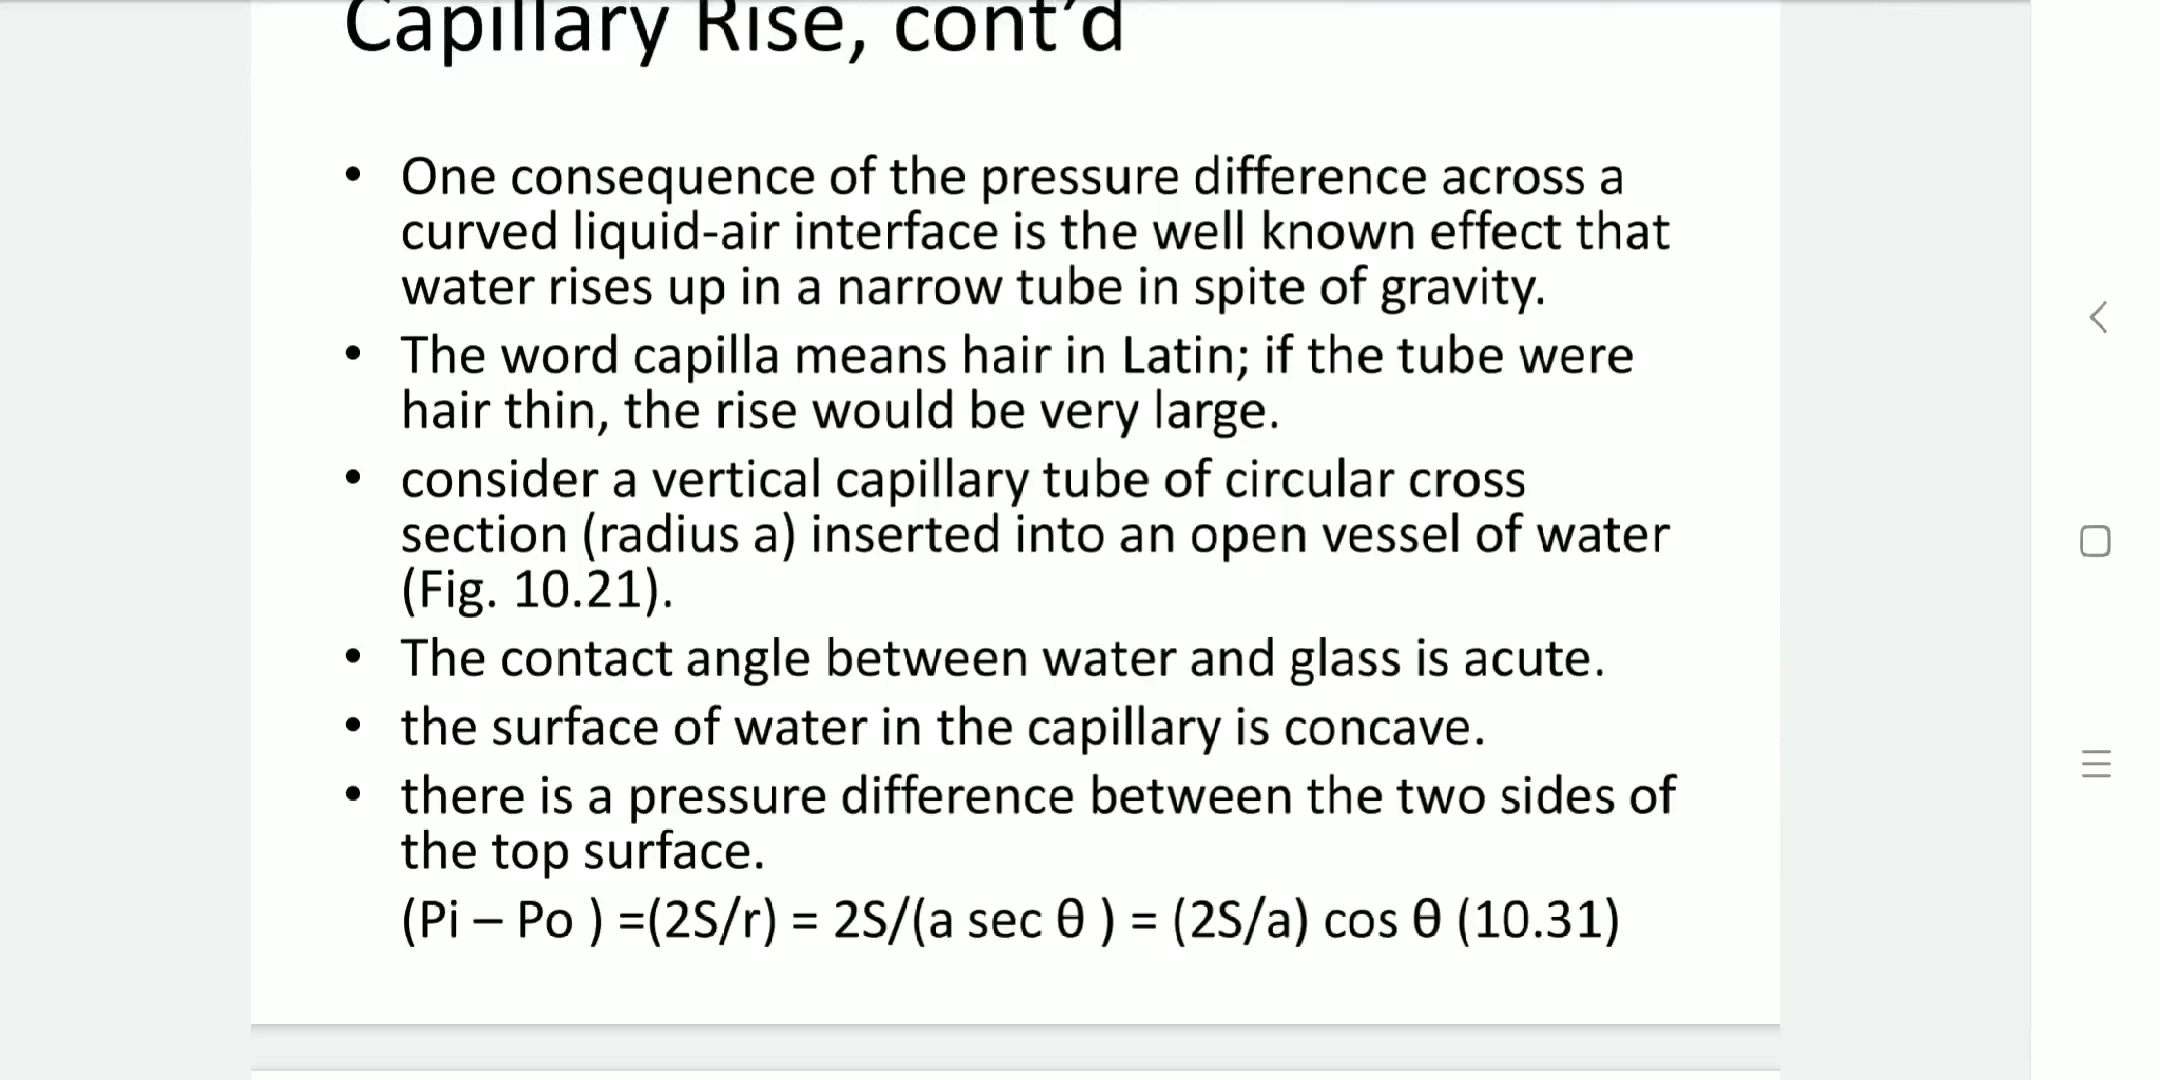 Capillary Rise, cont’d
• One consequence of the pressure difference across a
curved liquid-air interface is the well known effect that
water rises up in a narrow tube in spite of gravity.
• The word capilla means hair in Latin; if the tube were
hair thin, the rise would be very large.
• consider a vertical capillary tube of circular cross
section (radius a) inserted into an open vessel of water
(Fig. 10.21).
• The contact angle between water and glass is acute.
• the surface of water in the capillary is concave.
• there is a pressure difference between the two sides of
the top surface.
(Pi – Po ) =(2S/r) = 2S/(a sec θ ) = (2S/a) cos θ (10.31)